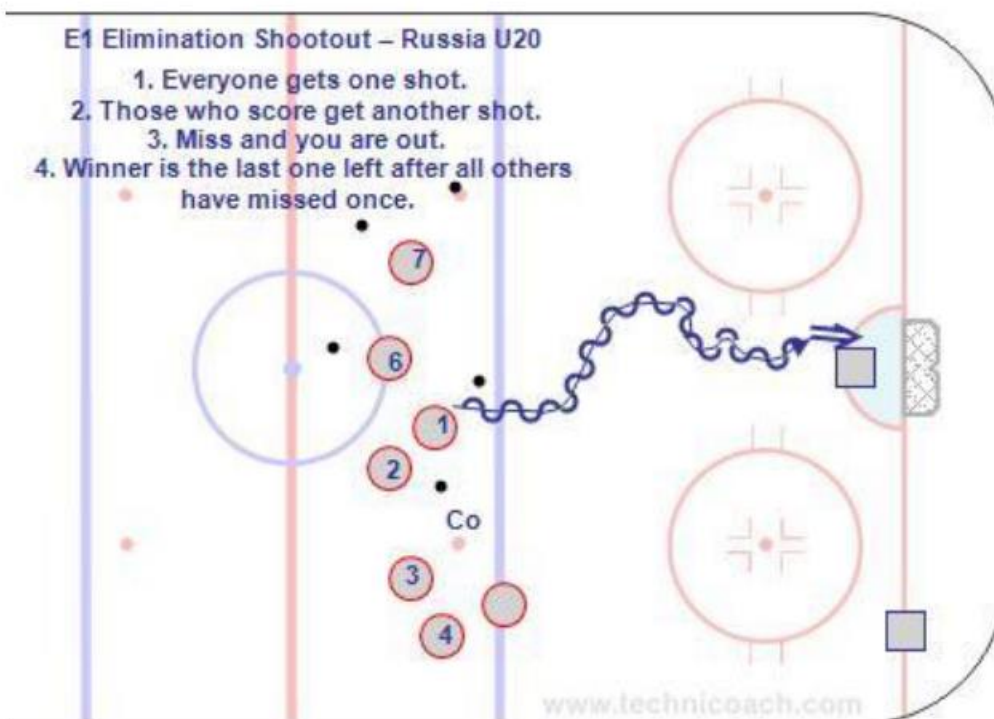 E1 Elimination Shootout – Russia U20
1. Everyone gets one shot.
2. Those who score get another shot.
3. Miss and you are out.
4. Winner is the last one left after all others
have missed once.
7
6
1
2
Co
3
4
www.technicoach.com